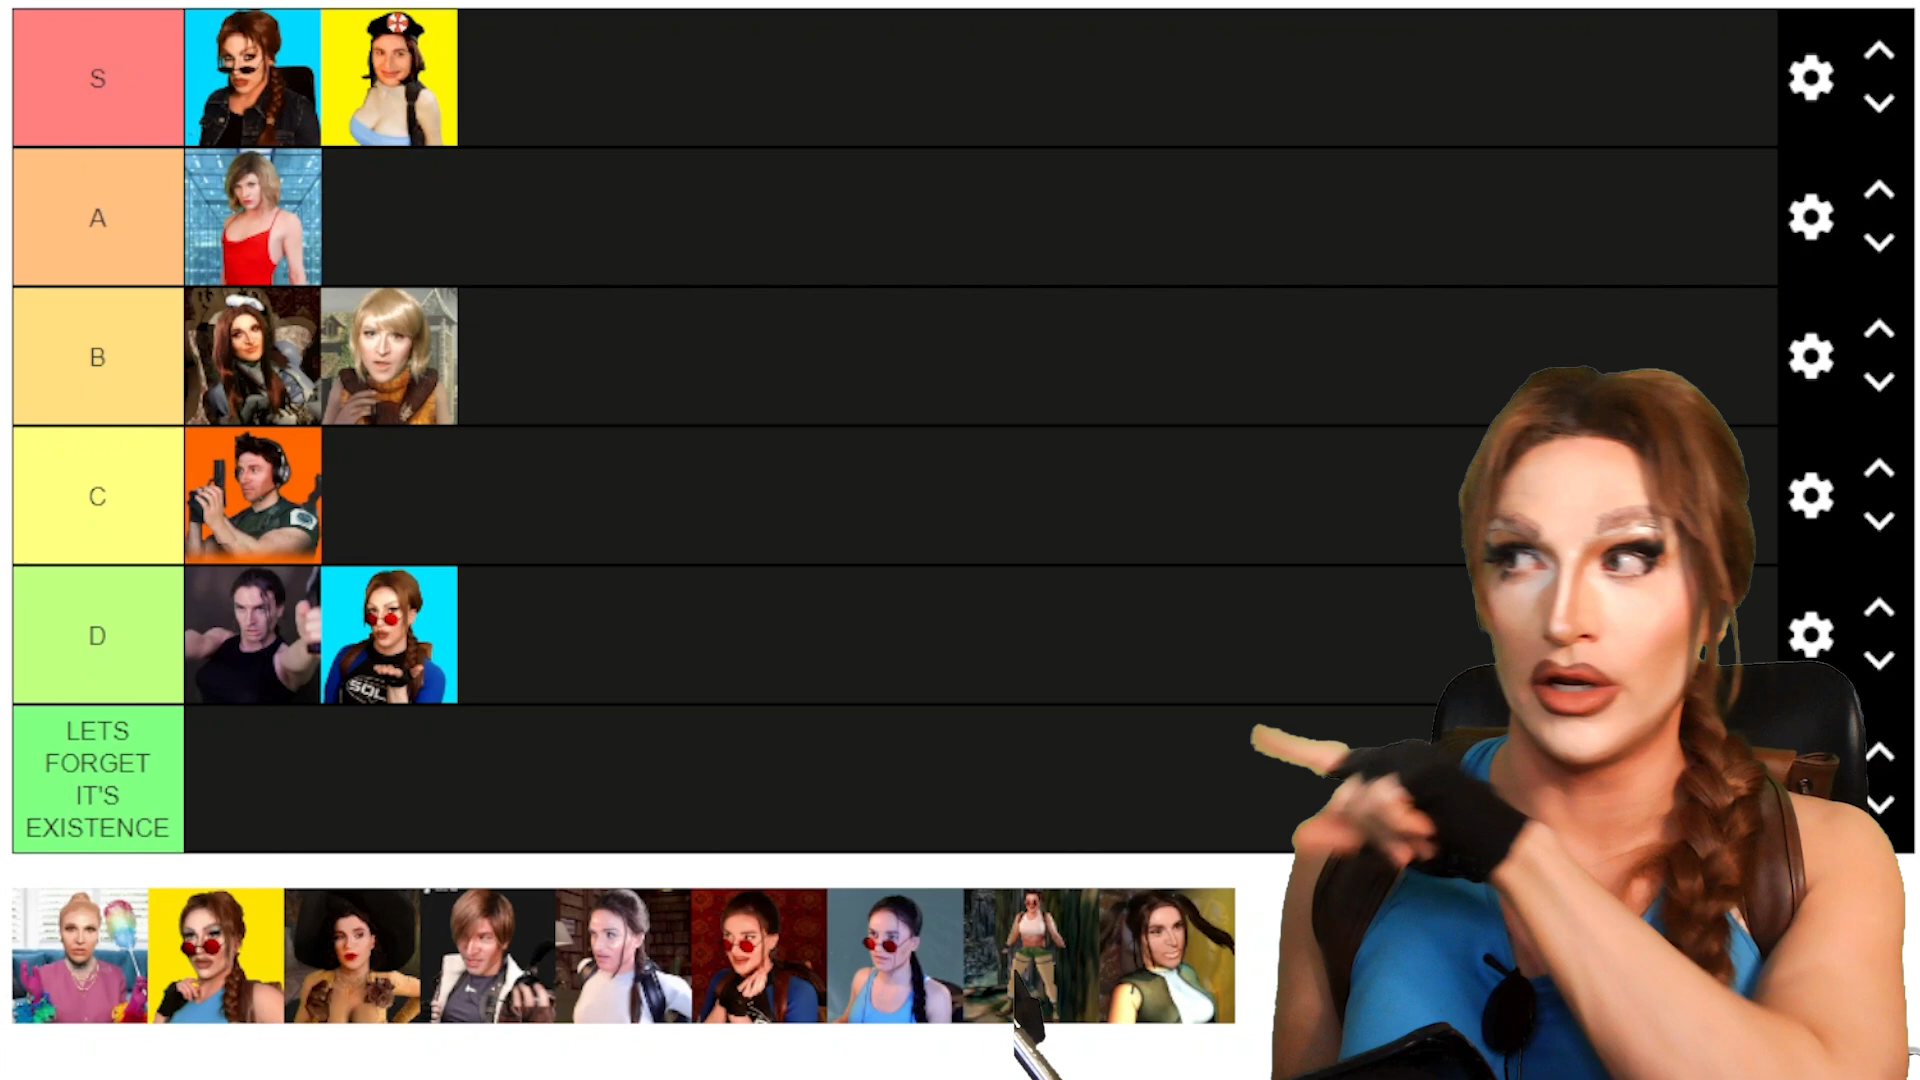 S
A
B
C
D
SOL
LETS
FORGET
IT'S
EXISTENCE